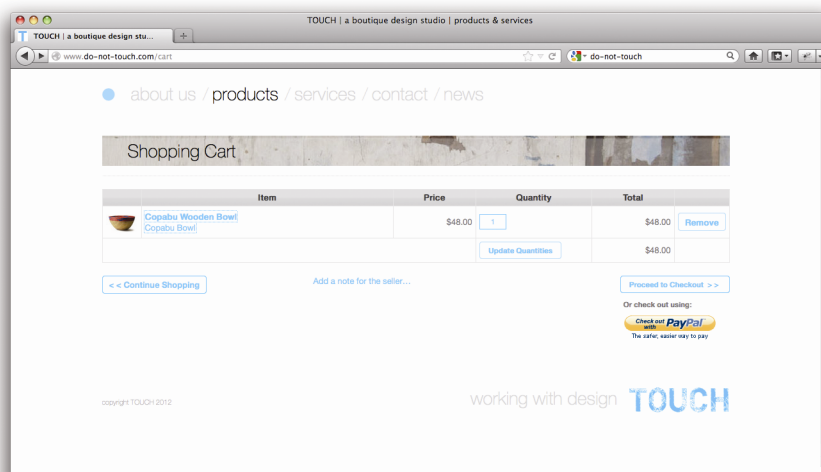 TOUCH | a boutique design studio | products & services
TOUCH | a boutique design stu...
www.do-not-touch.com/cart
do-not-touch
about us / products / services / contact / news
Shopping Cart
Item Price Quantity Total
Copabu Wooden Bowl
Copabu Bowl
$48.00 1 $48.00 Remove
Update Quantities $48.00
<< Continue Shopping Add a note for the seller... Proceed to Checkout >>
Or check out using:
Check out with PayPal
The safer, easier way to pay
copyright TOUCH 2012
working with design TOUCH